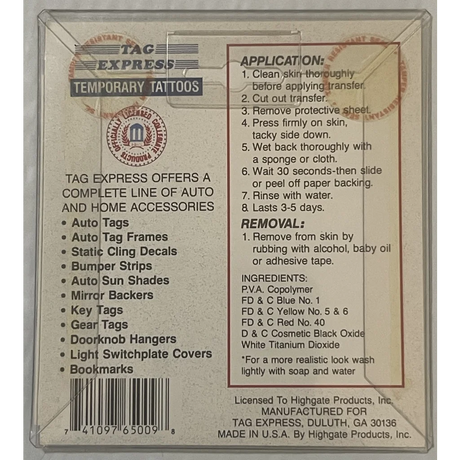 TAG
EXPRESS
TEMPORARY TATTOOS
OFFICIALLY LICENSED COLLEGIATE PRODUCTS
TAG EXPRESS OFFERS A
COMPLETE LINE OF AUTO
AND HOME ACCESSORIES
• Auto Tags
• Auto Tag Frames
• Static Cling Decals
• Bumper Strips
• Auto Sun Shades
• Mirror Backers
• Key Tags
• Gear Tags
• Doorknob Hangers
• Light Switchplate Covers
• Bookmarks
7 41097 65009 8
APPLICATION:
1. Clean skin thoroughly
before applying transfer.
2. Cut out transfer.
3. Remove protective sheet.
4. Press firmly on skin,
tacky side down.
5. Wet back thoroughly with
a sponge or cloth.
6. Wait 30 seconds-then slide
or peel off paper backing.
7. Rinse with water.
8. Lasts 3-5 days.
REMOVAL:
1. Remove from skin by
rubbing with alcohol, baby oil
or adhesive tape.
INGREDIENTS:
P.V.A. Copolymer
FD & C Blue No. 1
FD & C Yellow No. 5 & 6
FD & C Red No. 40
D & C Cosmetic Black Oxide
White Titanium Dioxide
*For a more realistic look wash
lightly with soap and water
Licensed To Highgate Products, Inc.
MANUFACTURED FOR
TAG EXPRESS, DULUTH, GA 30136
MADE IN U.S.A. By Highgate Products, Inc.